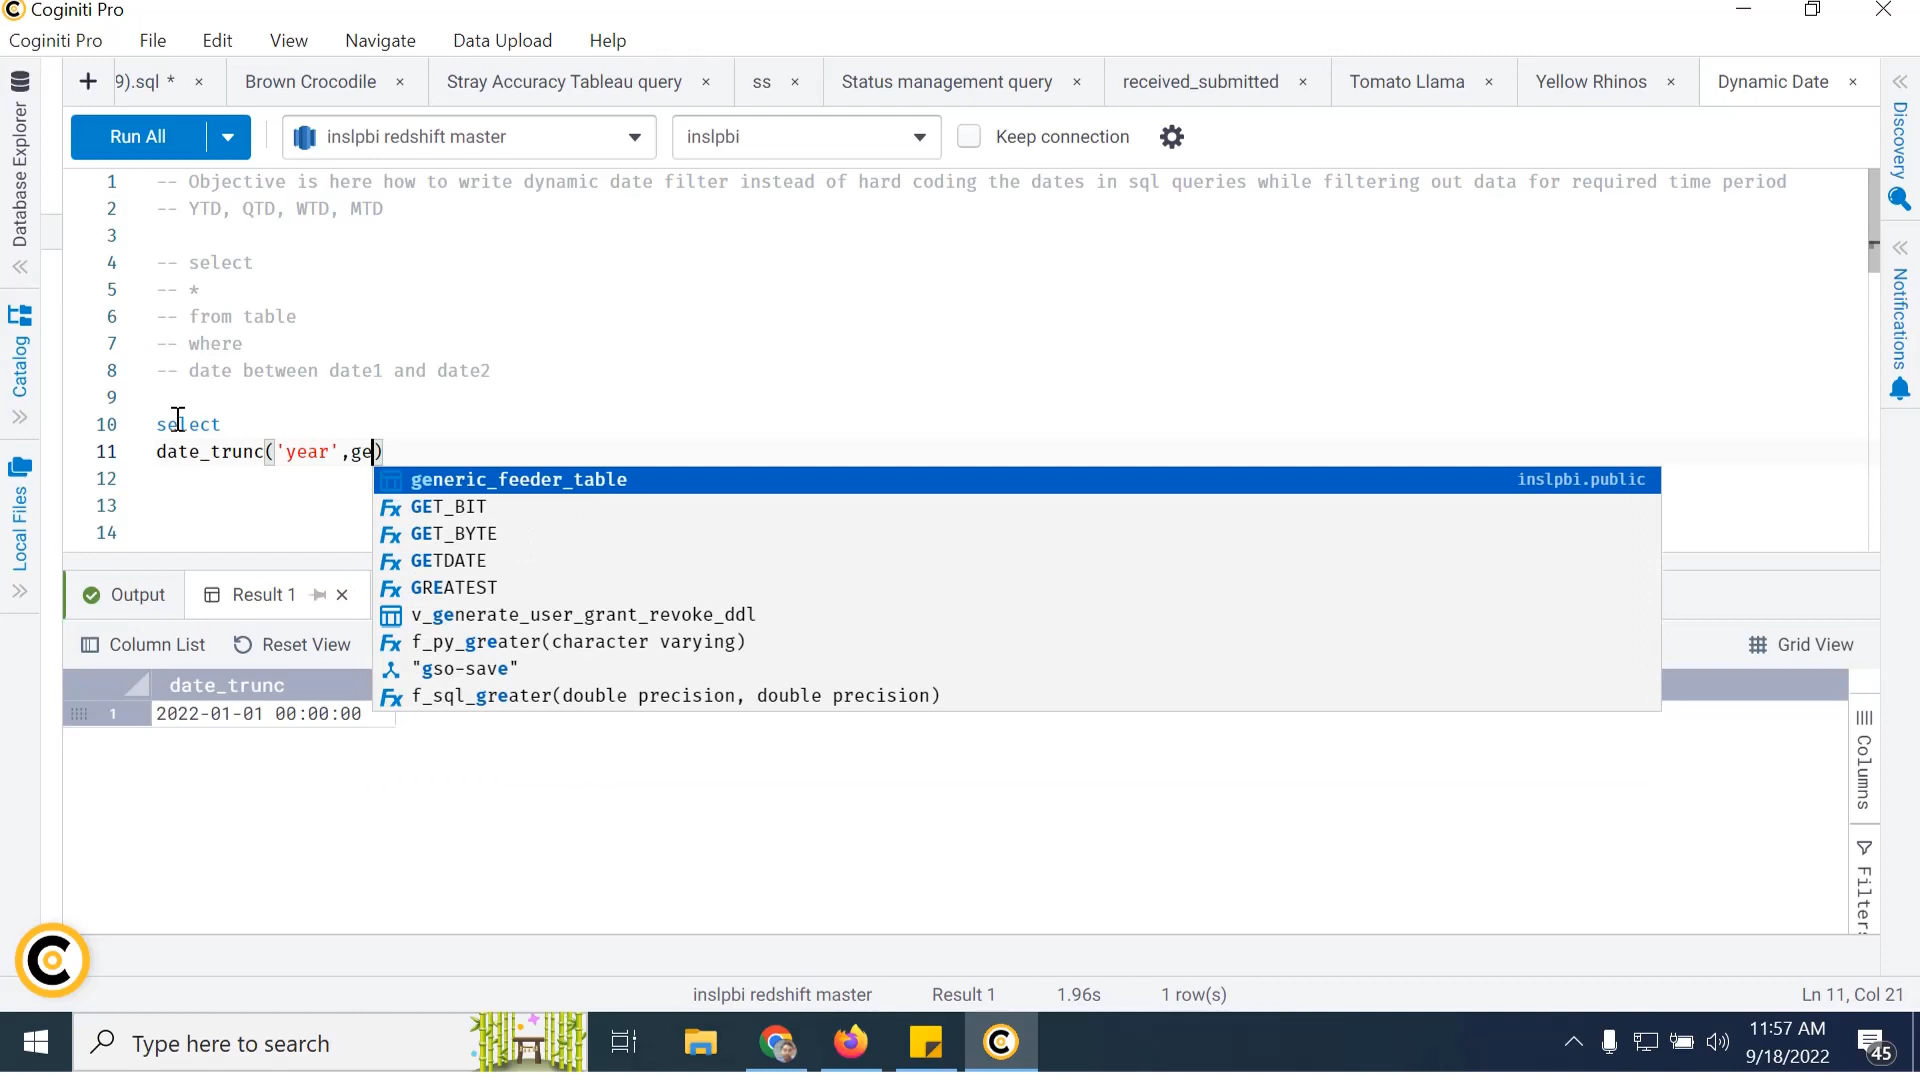 Coginiti Pro
Coginiti Pro File Edit View Navigate Data Upload Help
9).sql * × Brown Crocodile × Stray Accuracy Tableau query × ss × Status management query × received_submitted × Tomato Llama × Yellow Rhinos × Dynamic Date ×
Run All inslpbi redshift master inslpbi Keep connection
Database Explorer
Catalog
Local Files
Discovery
Notifications
1 -- Objective is here how to write dynamic date filter instead of hard coding the dates in sql queries while filtering out data for required time period
2 -- YTD, QTD, WTD, MTD
3
4 -- select
5 -- *
6 -- from table
7 -- where
8 -- date between date1 and date2
9
10 select
11 date_trunc('year',ge)
12
13
14
generic_feeder_table inslpbi.public
Fx GET_BIT
Fx GET_BYTE
Fx GETDATE
Fx GREATEST
v_generate_user_grant_revoke_ddl
Fx f_py_greater(character varying)
"gso-save"
Fx f_sql_greater(double precision, double precision)
Output Result 1
Column List Reset View Grid View
date_trunc
1 2022-01-01 00:00:00
Columns
Filters
inslpbi redshift master Result 1 1.96s 1 row(s) Ln 11, Col 21
Type here to search
11:57 AM
9/18/2022
45